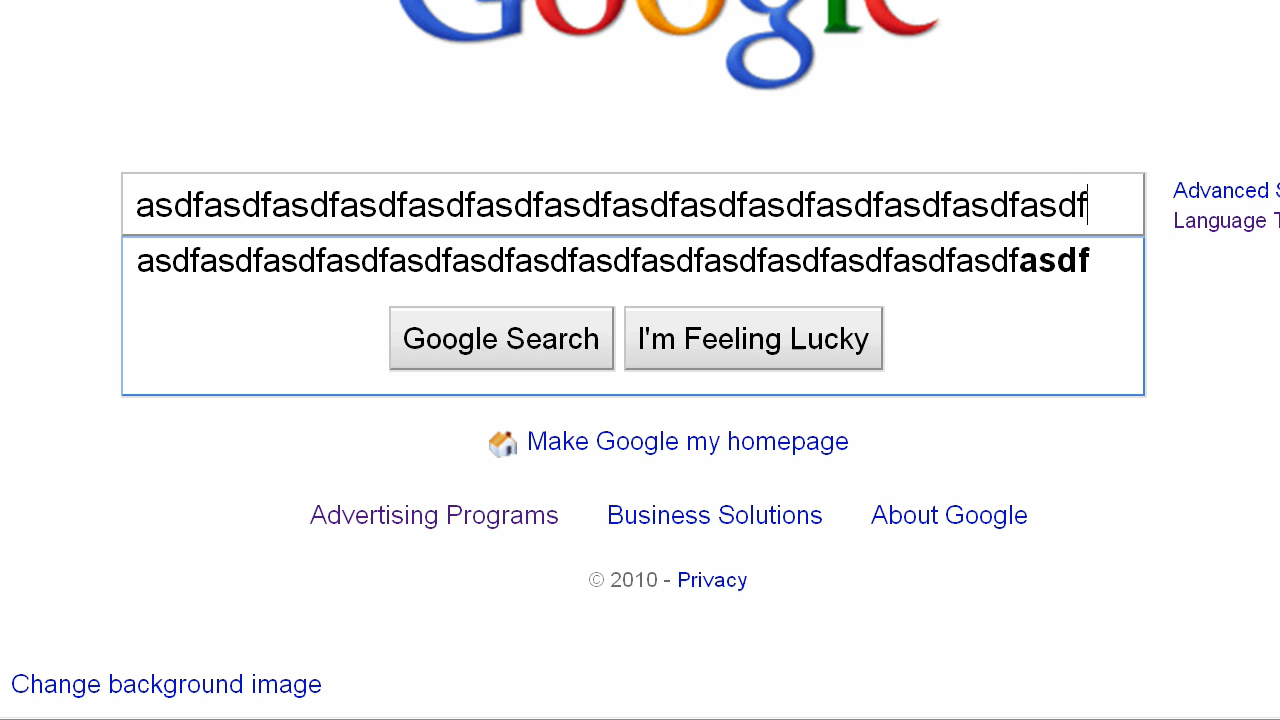 Google
asdfasdfasdfasdfasdfasdfasdfasdfasdfasdfasdfasdfasdfasdf
Advanced S
Language T
asdfasdfasdfasdfasdfasdfasdfasdfasdfasdfasdfasdfasdfasdfasdf
Google Search I'm Feeling Lucky
Make Google my homepage
Advertising Programs Business Solutions About Google
© 2010 - Privacy
Change background image